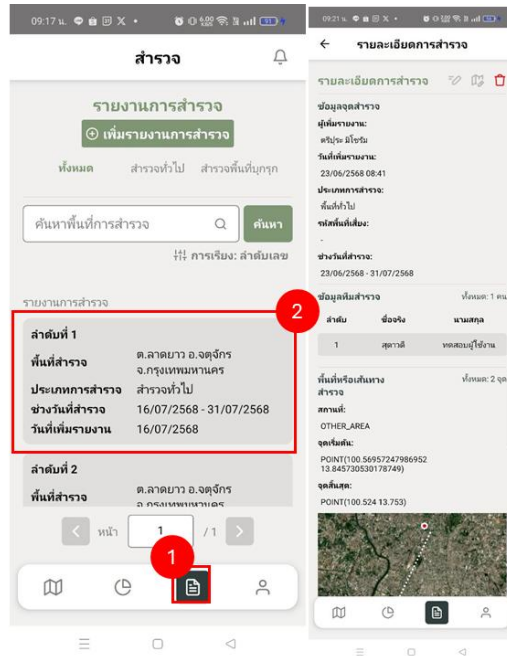 09:17 น.
สำรวจ
รายงานการสำรวจ
เพิ่มรายงานการสำรวจ
ทั้งหมด สำรวจทั่วไป สำรวจพื้นที่บุกรุก
ค้นหาพื้นที่การสำรวจ ค้นหา
การเรียง: ลำดับเลข
รายงานการสำรวจ
2
ลำดับที่ 1
พื้นที่สำรวจ ต.ลาดยาว อ.จตุจักร
จ.กรุงเทพมหานคร
ประเภทการสำรวจ สำรวจทั่วไป
ช่วงวันที่สำรวจ 16/07/2568 - 31/07/2568
วันที่เพิ่มรายงาน 16/07/2568
ลำดับที่ 2
พื้นที่สำรวจ ต.ลาดยาว อ.จตุจักร
จ.กรุงเทพมหานคร
หน้า 1 / 1
1
09:21 น.
รายละเอียดการสำรวจ
รายละเอียดการสำรวจ
ข้อมูลจุดสำรวจ
ผู้เพิ่มรายงาน:
วันที่เพิ่มรายงาน:
23/06/2568 08:41
ประเภทการสำรวจ:
พื้นที่ทั่วไป
รหัสพื้นที่เสี่ยง:
-
ช่วงวันที่สำรวจ:
23/06/2568 - 31/07/2568
ข้อมูลทีมสำรวจ ทั้งหมด: 1 คน
ลำดับ ชื่อจริง นามสกุล
1 สุดาวดี ทดสอบผู้ใช้งาน
พื้นที่หรือเส้นทาง ทั้งหมด: 2 จุด
สำรวจ
สถานที่:
OTHER_AREA
จุดเริ่มต้น:
POINT(100.56957247986952
13.845730530178749)
จุดสิ้นสุด:
POINT(100.524 13.753)